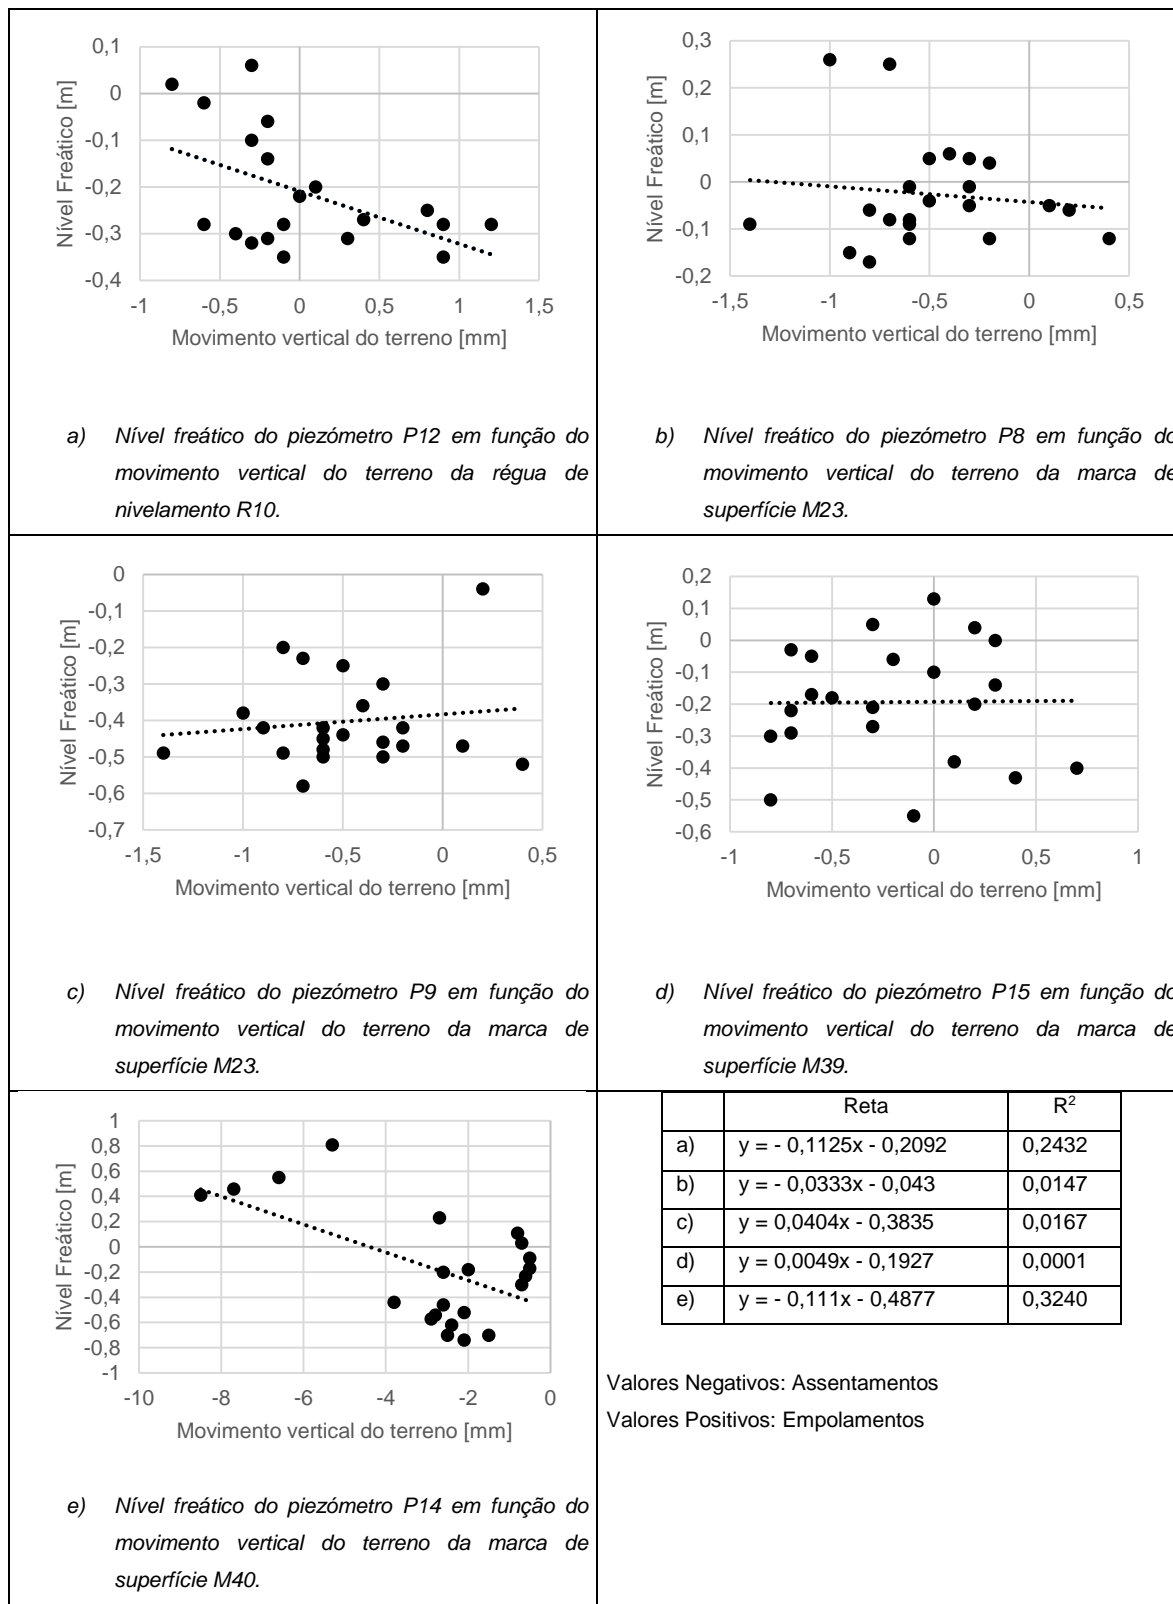 0,1
0
-0,1
-0,2
-0,3
-0,4
Nível Freático [m]
-1 -0,5 0 0,5 1 1,5
Movimento vertical do terreno [mm]
a) Nível freático do piezómetro P12 em função do
movimento vertical do terreno da régua de
nivelamento R10.
0,3
0,2
0,1
0
-0,1
-0,2
Nível Freático [m]
-1,5 -1 -0,5 0 0,5
Movimento vertical do terreno [mm]
b) Nível freático do piezómetro P8 em função do
movimento vertical do terreno da marca de
superfície M23.
0
-0,1
-0,2
-0,3
-0,4
-0,5
-0,6
-0,7
Nível Freático [m]
-1,5 -1 -0,5 0 0,5
Movimento vertical do terreno [mm]
c) Nível freático do piezómetro P9 em função do
movimento vertical do terreno da marca de
superfície M23.
0,2
0,1
0
-0,1
-0,2
-0,3
-0,4
-0,5
-0,6
Nível Freático [m]
-1 -0,5 0 0,5 1
Movimento vertical do terreno [mm]
d) Nível freático do piezómetro P15 em função do
movimento vertical do terreno da marca de
superfície M39.
1
0,8
0,6
0,4
0,2
0
-0,2
-0,4
-0,6
-0,8
-1
Nível Freático [m]
-10 -8 -6 -4 -2 0
Movimento vertical do terreno [mm]
e) Nível freático do piezómetro P14 em função do
movimento vertical do terreno da marca de
superfície M40.
Reta R²
a) y = - 0,1125x - 0,2092 0,2432
b) y = - 0,0333x - 0,043 0,0147
c) y = 0,0404x - 0,3835 0,0167
d) y = 0,0049x - 0,1927 0,0001
e) y = - 0,111x - 0,4877 0,3240
Valores Negativos: Assentamentos
Valores Positivos: Empolamentos